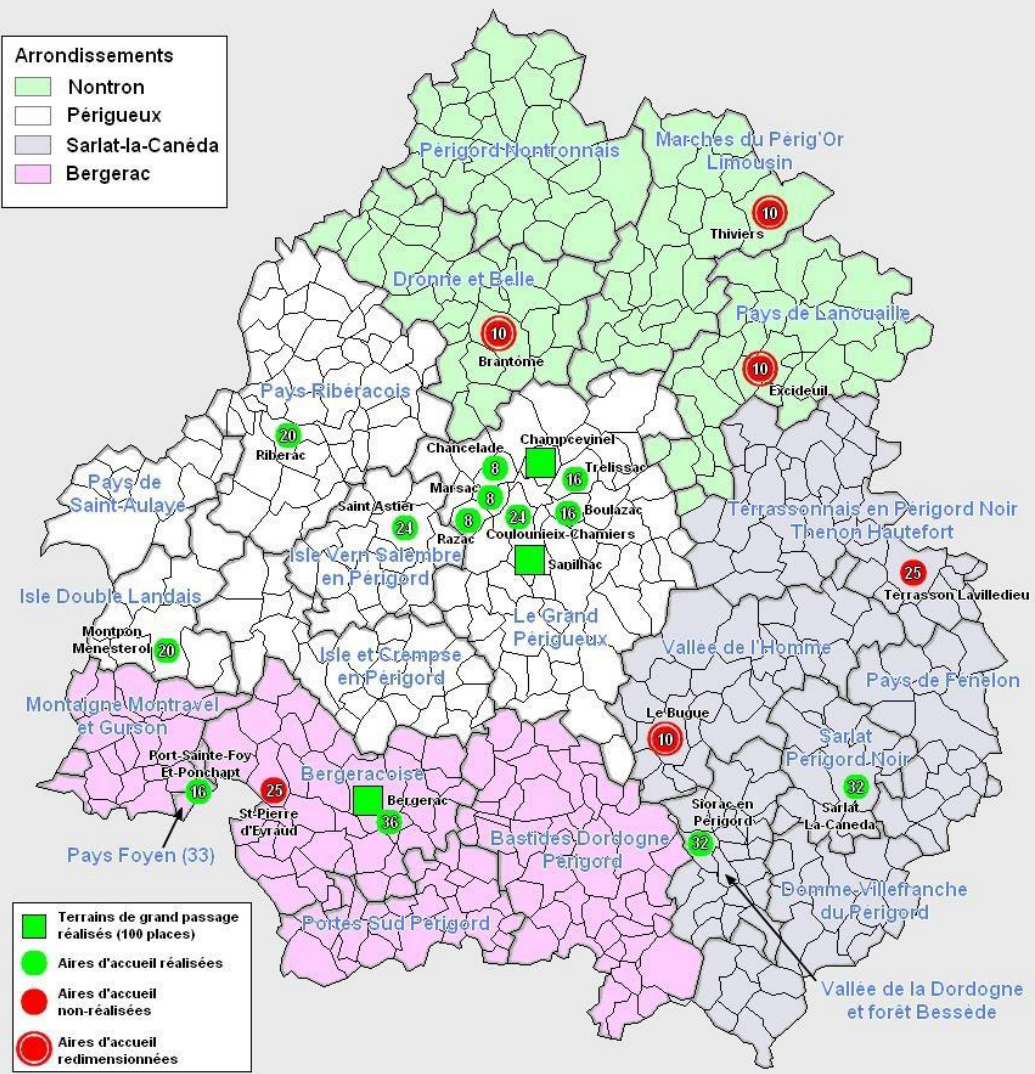 Arrondissements
Nontron
Périgueux
Sarlat-la-Canéda
Bergerac
Périgord Nontronnais
Marches du Périg'Or
Limousin
10
Thiviers
Dronne et Belle
10
Brantôme
Pays de Lanouaille
10
Excideuil
Pays Ribéracois
20
Riberac
Chancelade
8
Champcevinel
16
Trelissac
Marsac
8
8
Razac
24
Coulounieix-Chamiers
16
Boulazac
Sanilhac
Pays de
Saint-Aulaye
Saint Astier
24
Isle Vern Salembre
en Périgord
Terrassonnais en Périgord Noir
Thenon Hautefort
25
Terrasson Lavilledieu
Isle Double Landais
Montpon
Menesterol
20
Le Grand
Périgueux
Isle et Crempse
en Périgord
Vallée de l'Homme
Pays de Fénelon
Montaigne Montravel
et Gurson
Le Bugue
10
Sarlat
Périgord Noir
32
Sarlat
La-Caneda
Port-Sainte-Foy
Et-Ponchapt
16
25
St-Pierre
d'Eyraud
Bergeracoise
Bergerac
36
Siorac en
Périgord
32
Pays Foyen (33)
Bastides Dordogne
Périgord
Domme Villefranche
du Périgord
Portes Sud Périgord
Vallée de la Dordogne
et forêt Bessède
Terrains de grand passage
réalisés (100 places)
Aires d'accueil réalisées
Aires d'accueil
non-réalisées
Aires d'accueil
redimensionnées